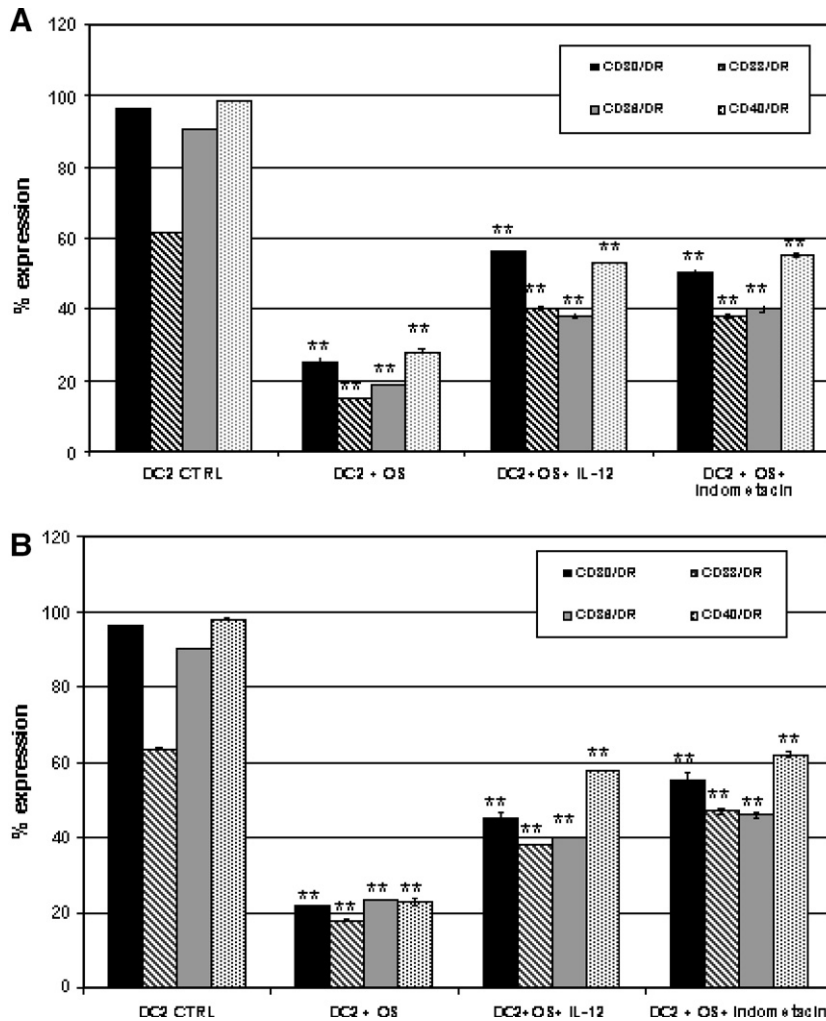 A
120
100
80
60
40
20
0
% expression
CD80/DR
CD83/DR
CD86/DR
CD40/DR
** ** ** **
** ** ** **
** ** ** **
DC2 CTRL
DC2 + OS
DC2+OS+ IL-12
DC2 + OS+
Indometacin
B
120
100
80
60
40
20
0
% expression
CD80/DR
CD83/DR
CD86/DR
CD40/DR
** ** ** **
** ** ** **
** ** ** **
DC2 CTRL
DC2 + OS
DC2+OS+ IL-12
DC2 + OS+ Indometacin